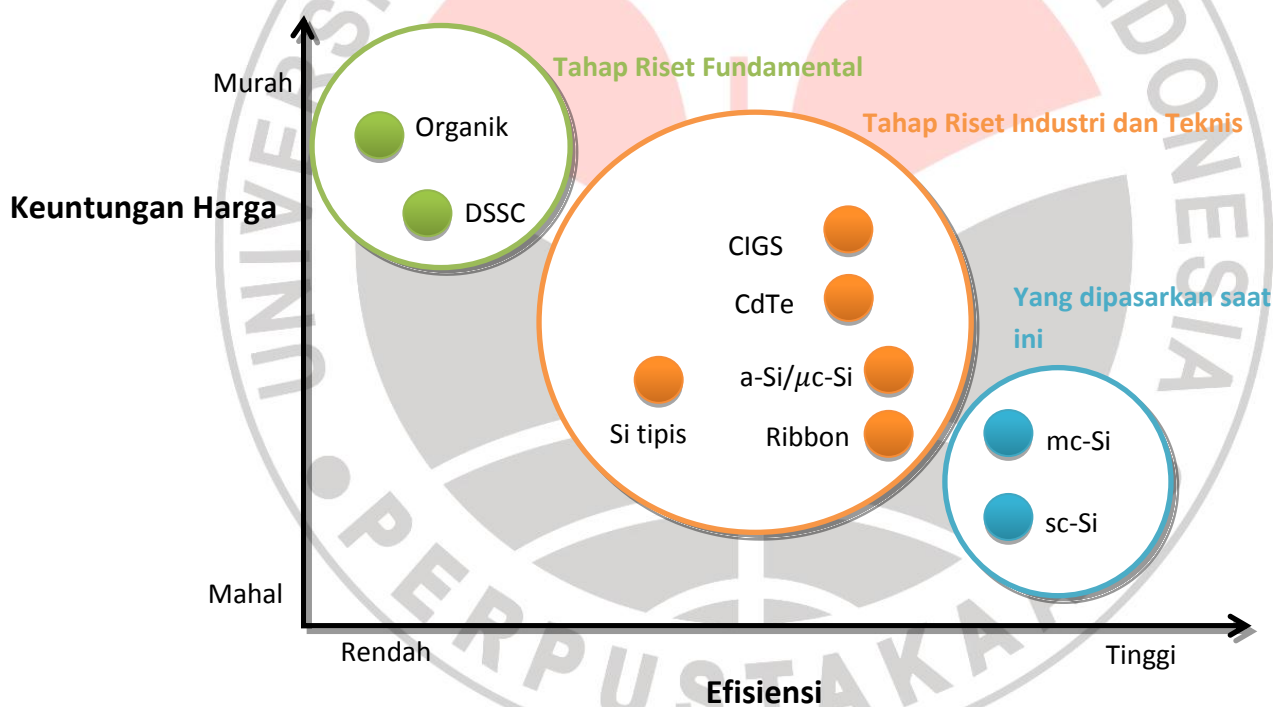 Murah
Tahap Riset Fundamental
Organik
Tahap Riset Industri dan Teknis
Keuntungan Harga
DSSC
CIGS
CdTe
Yang dipasarkan saat
ini
a-Si/μc-Si
Si tipis
Ribbon
mc-Si
sc-Si
Mahal
Rendah
Tinggi
Efisiensi